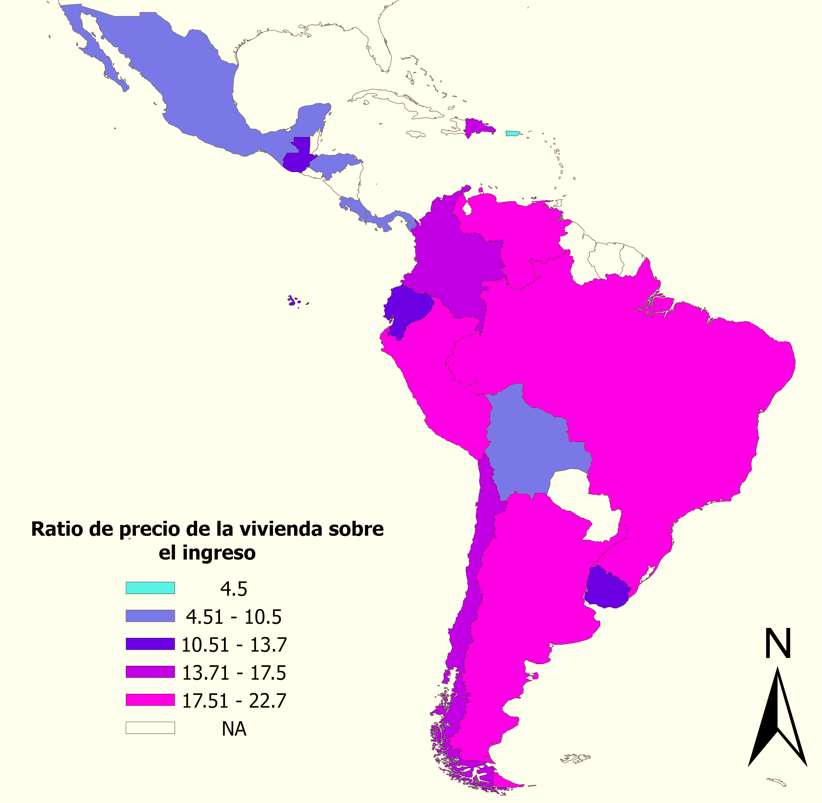 Ratio de precio de la vivienda sobre
el ingreso
4.5
4.51 - 10.5
10.51 - 13.7
13.71 - 17.5
17.51 - 22.7
NA
N